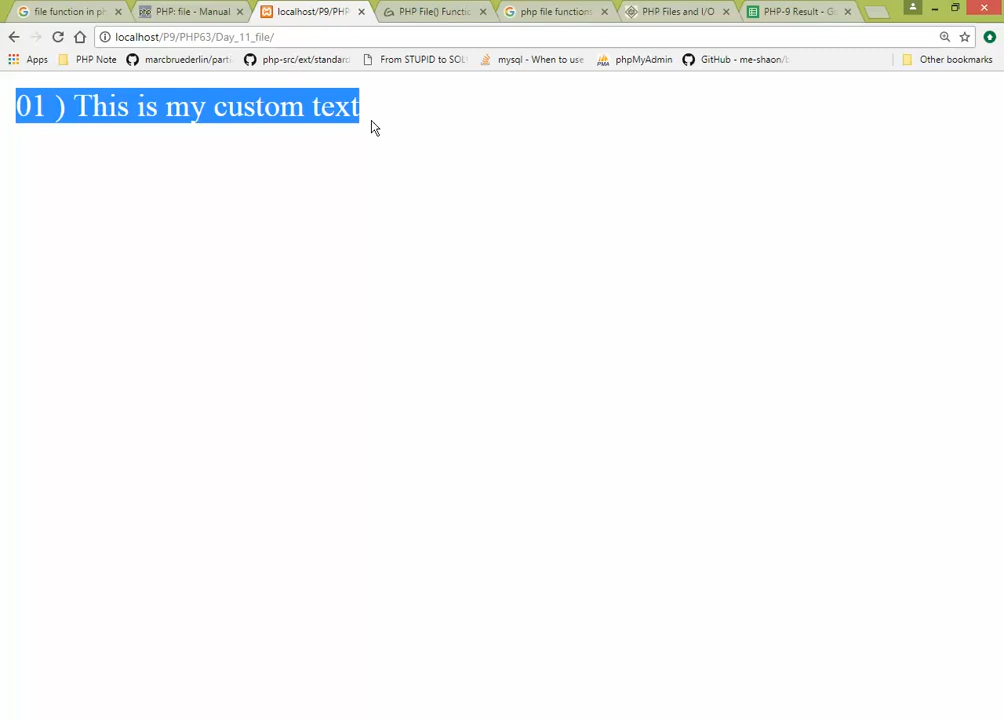 file function in ph
PHP: file - Manual
localhost/P9/PHP
PHP File() Functio
php file functions
PHP Files and I/O
PHP-9 Result - G
localhost/P9/PHP63/Day_11_file/
Apps
PHP Note
marcbruederlin/parti
php-src/ext/standard
From STUPID to SOL
mysql - When to use
phpMyAdmin
GitHub - me-shaon/b
Other bookmarks
01 ) This is my custom text